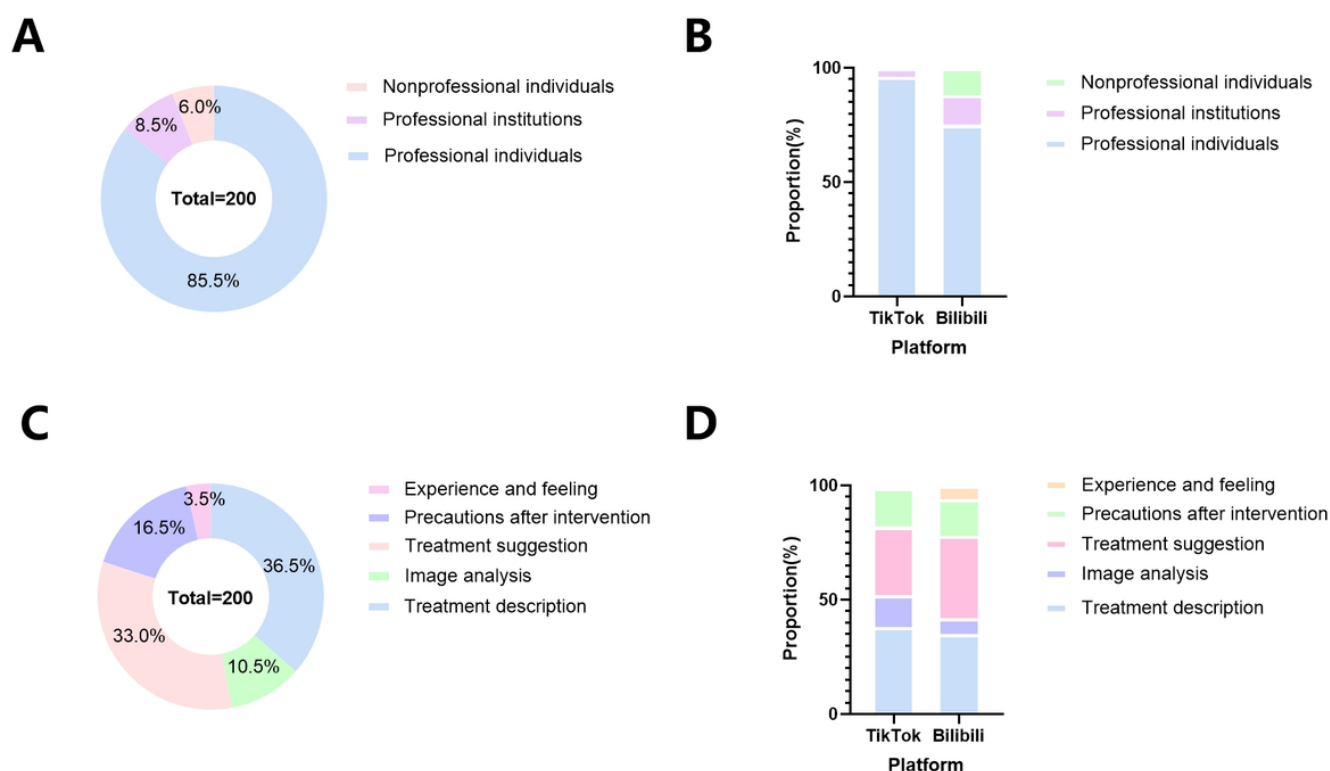 A
6.0%
8.5%
Total=200
85.5%
Nonprofessional individuals
Professional institutions
Professional individuals
B
100
50
0
Proportion(%)
TikTok Bilibili
Platform
Nonprofessional individuals
Professional institutions
Professional individuals
C
3.5%
16.5%
36.5%
Total=200
33.0%
10.5%
Experience and feeling
Precautions after intervention
Treatment suggestion
Image analysis
Treatment description
D
100
50
0
Proportion(%)
TikTok Bilibili
Platform
Experience and feeling
Precautions after intervention
Treatment suggestion
Image analysis
Treatment description